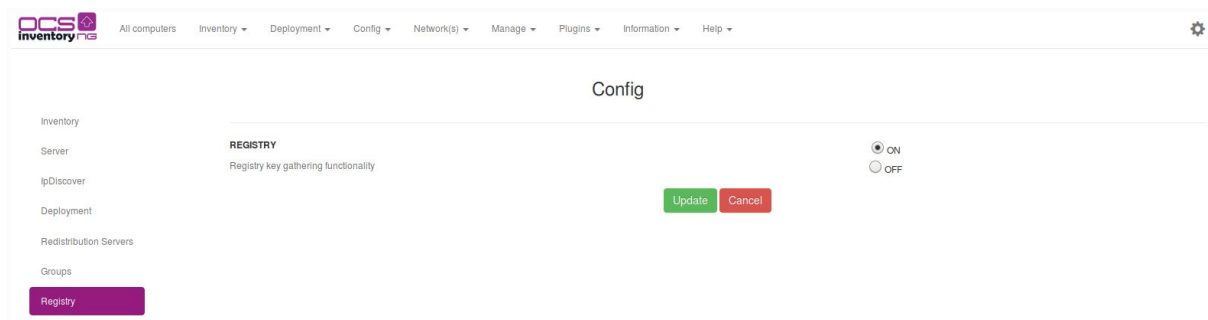 OCS inventory NG
All computers Inventory Deployment Config Network(s) Manage Plugins Information Help
Config
Inventory
Server
IpDiscover
Deployment
Redistribution Servers
Groups
Registry
REGISTRY
Registry key gathering functionality
ON
OFF
Update Cancel